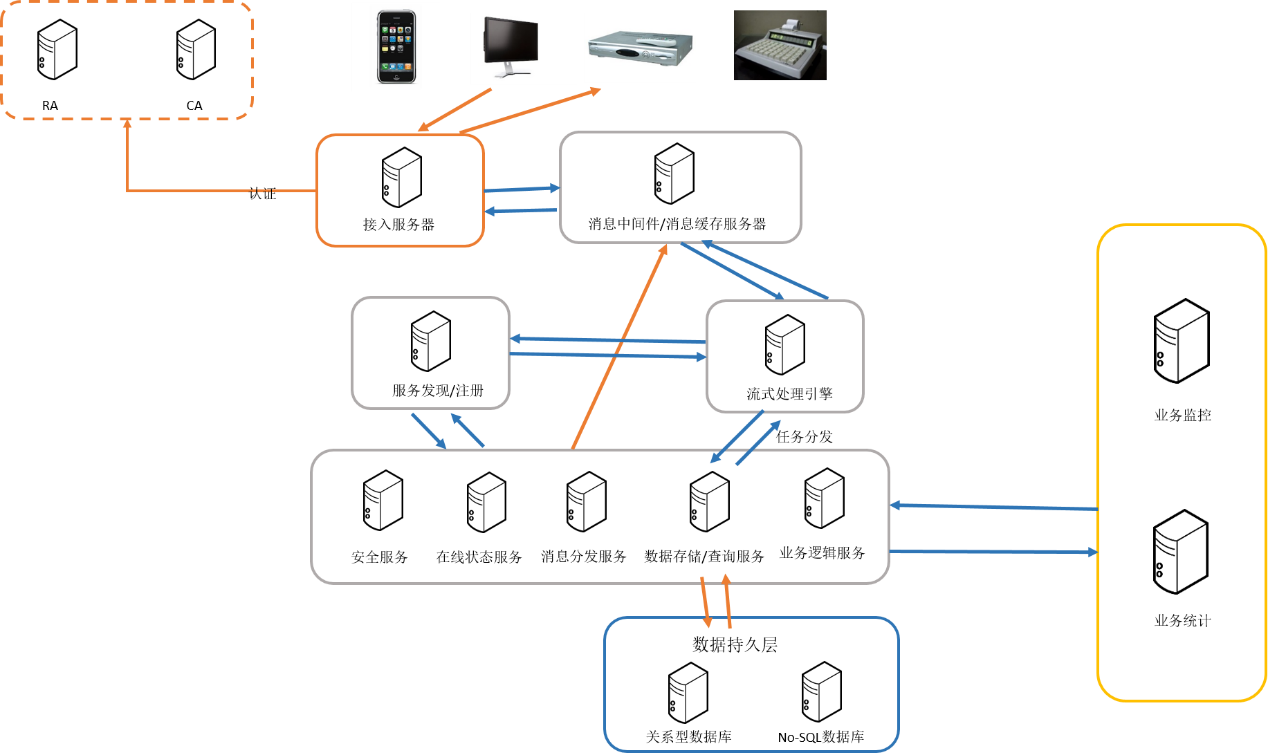 RA
CA
认证
接入服务器
消息中间件/消息缓存服务器
服务发现/注册
流式处理引擎
任务分发
安全服务
在线状态服务
消息分发服务
数据存储/查询服务
业务逻辑服务
业务监控
业务统计
数据持久层
关系型数据库
No-SQL数据库